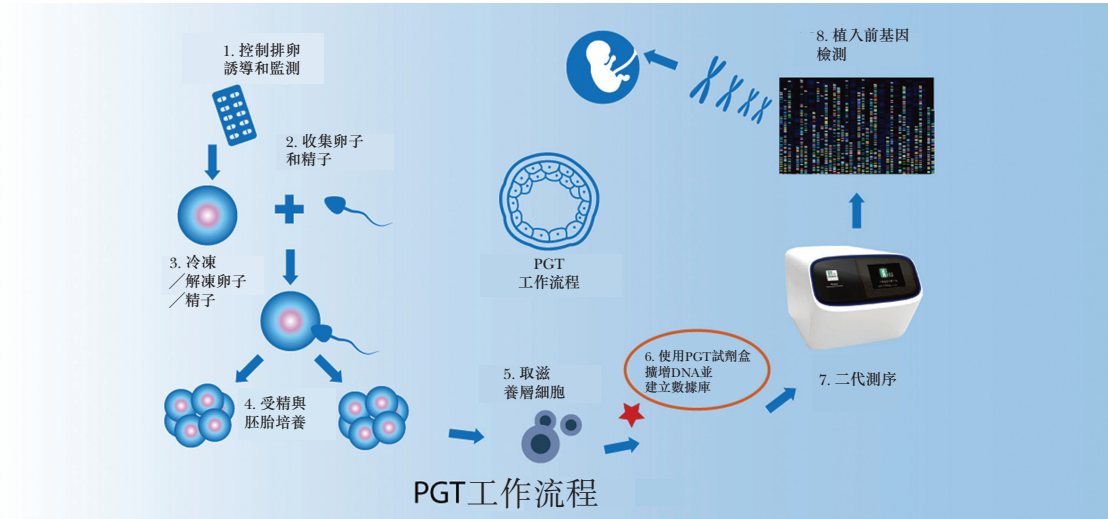 1. 控制排卵
誘導和監測
2. 收集卵子
和精子
3. 冷凍
／解凍卵子
／精子
4. 受精與
胚胎培養
5. 取滋
養層細胞
6. 使用PGT試劑盒
擴增DNA並
建立數據庫
7. 二代測序
8. 植入前基因
檢測
PGT
工作流程
PGT工作流程